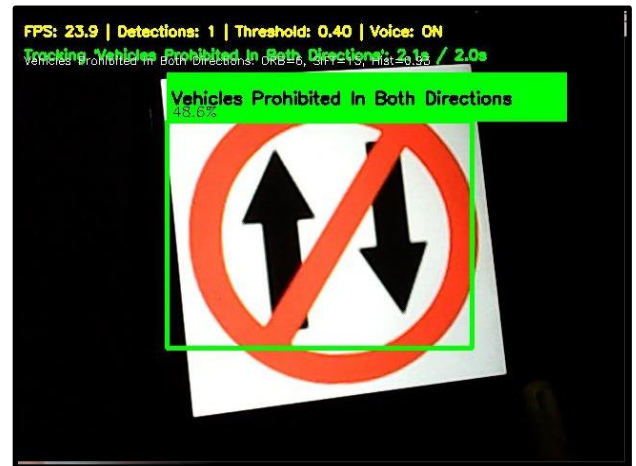 FPS: 23.9 | Detections: 1 | Threshold: 0.40 | Voice: ON
Tracking 'Vehicles Prohibited In Both Directions': 2.1s / 2.0s
Vehicles Prohibited In Both Directions: ORB=6, SIFT=15, Hist=0.93
Vehicles Prohibited In Both Directions
48.6%